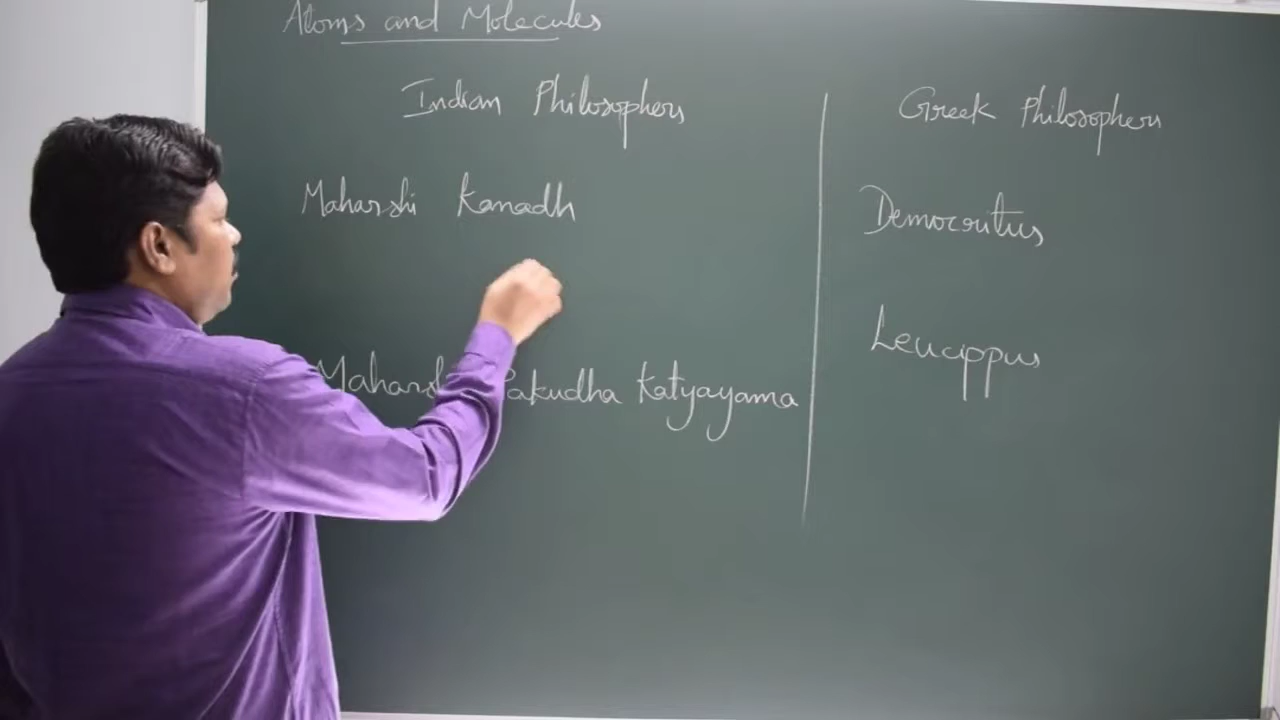 Atoms and Molecules
Indian Philosophers
Maharshi Kanadh
Maharshi Pakudha Katyayama
Greek Philosophers
Democritus
Leucippus